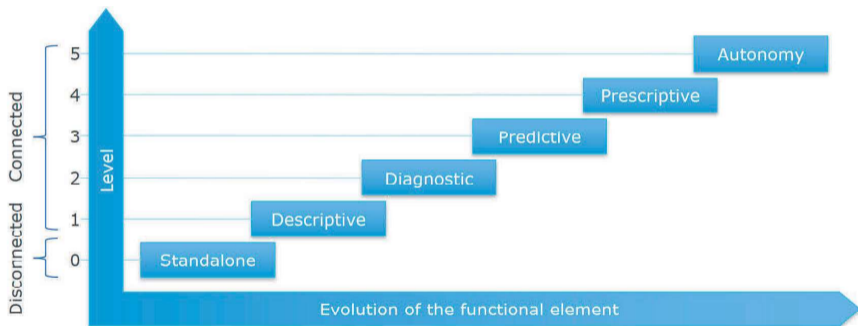 5
Autonomy
4
Prescriptive
Connected
3
Predictive
Level
2
Diagnostic
1
Descriptive
Disconnected
0
Standalone
Evolution of the functional element